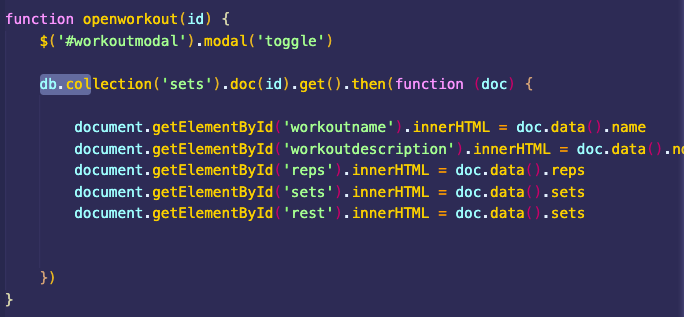 function openworkout(id) {
$('#workoutmodal').modal('toggle')
db.collection('sets').doc(id).get().then(function (doc) {
document.getElementById('workoutname').innerHTML = doc.data().name
document.getElementById('workoutdescription').innerHTML = doc.data().no
document.getElementById('reps').innerHTML = doc.data().reps
document.getElementById('sets').innerHTML = doc.data().sets
document.getElementById('rest').innerHTML = doc.data().sets
})
}